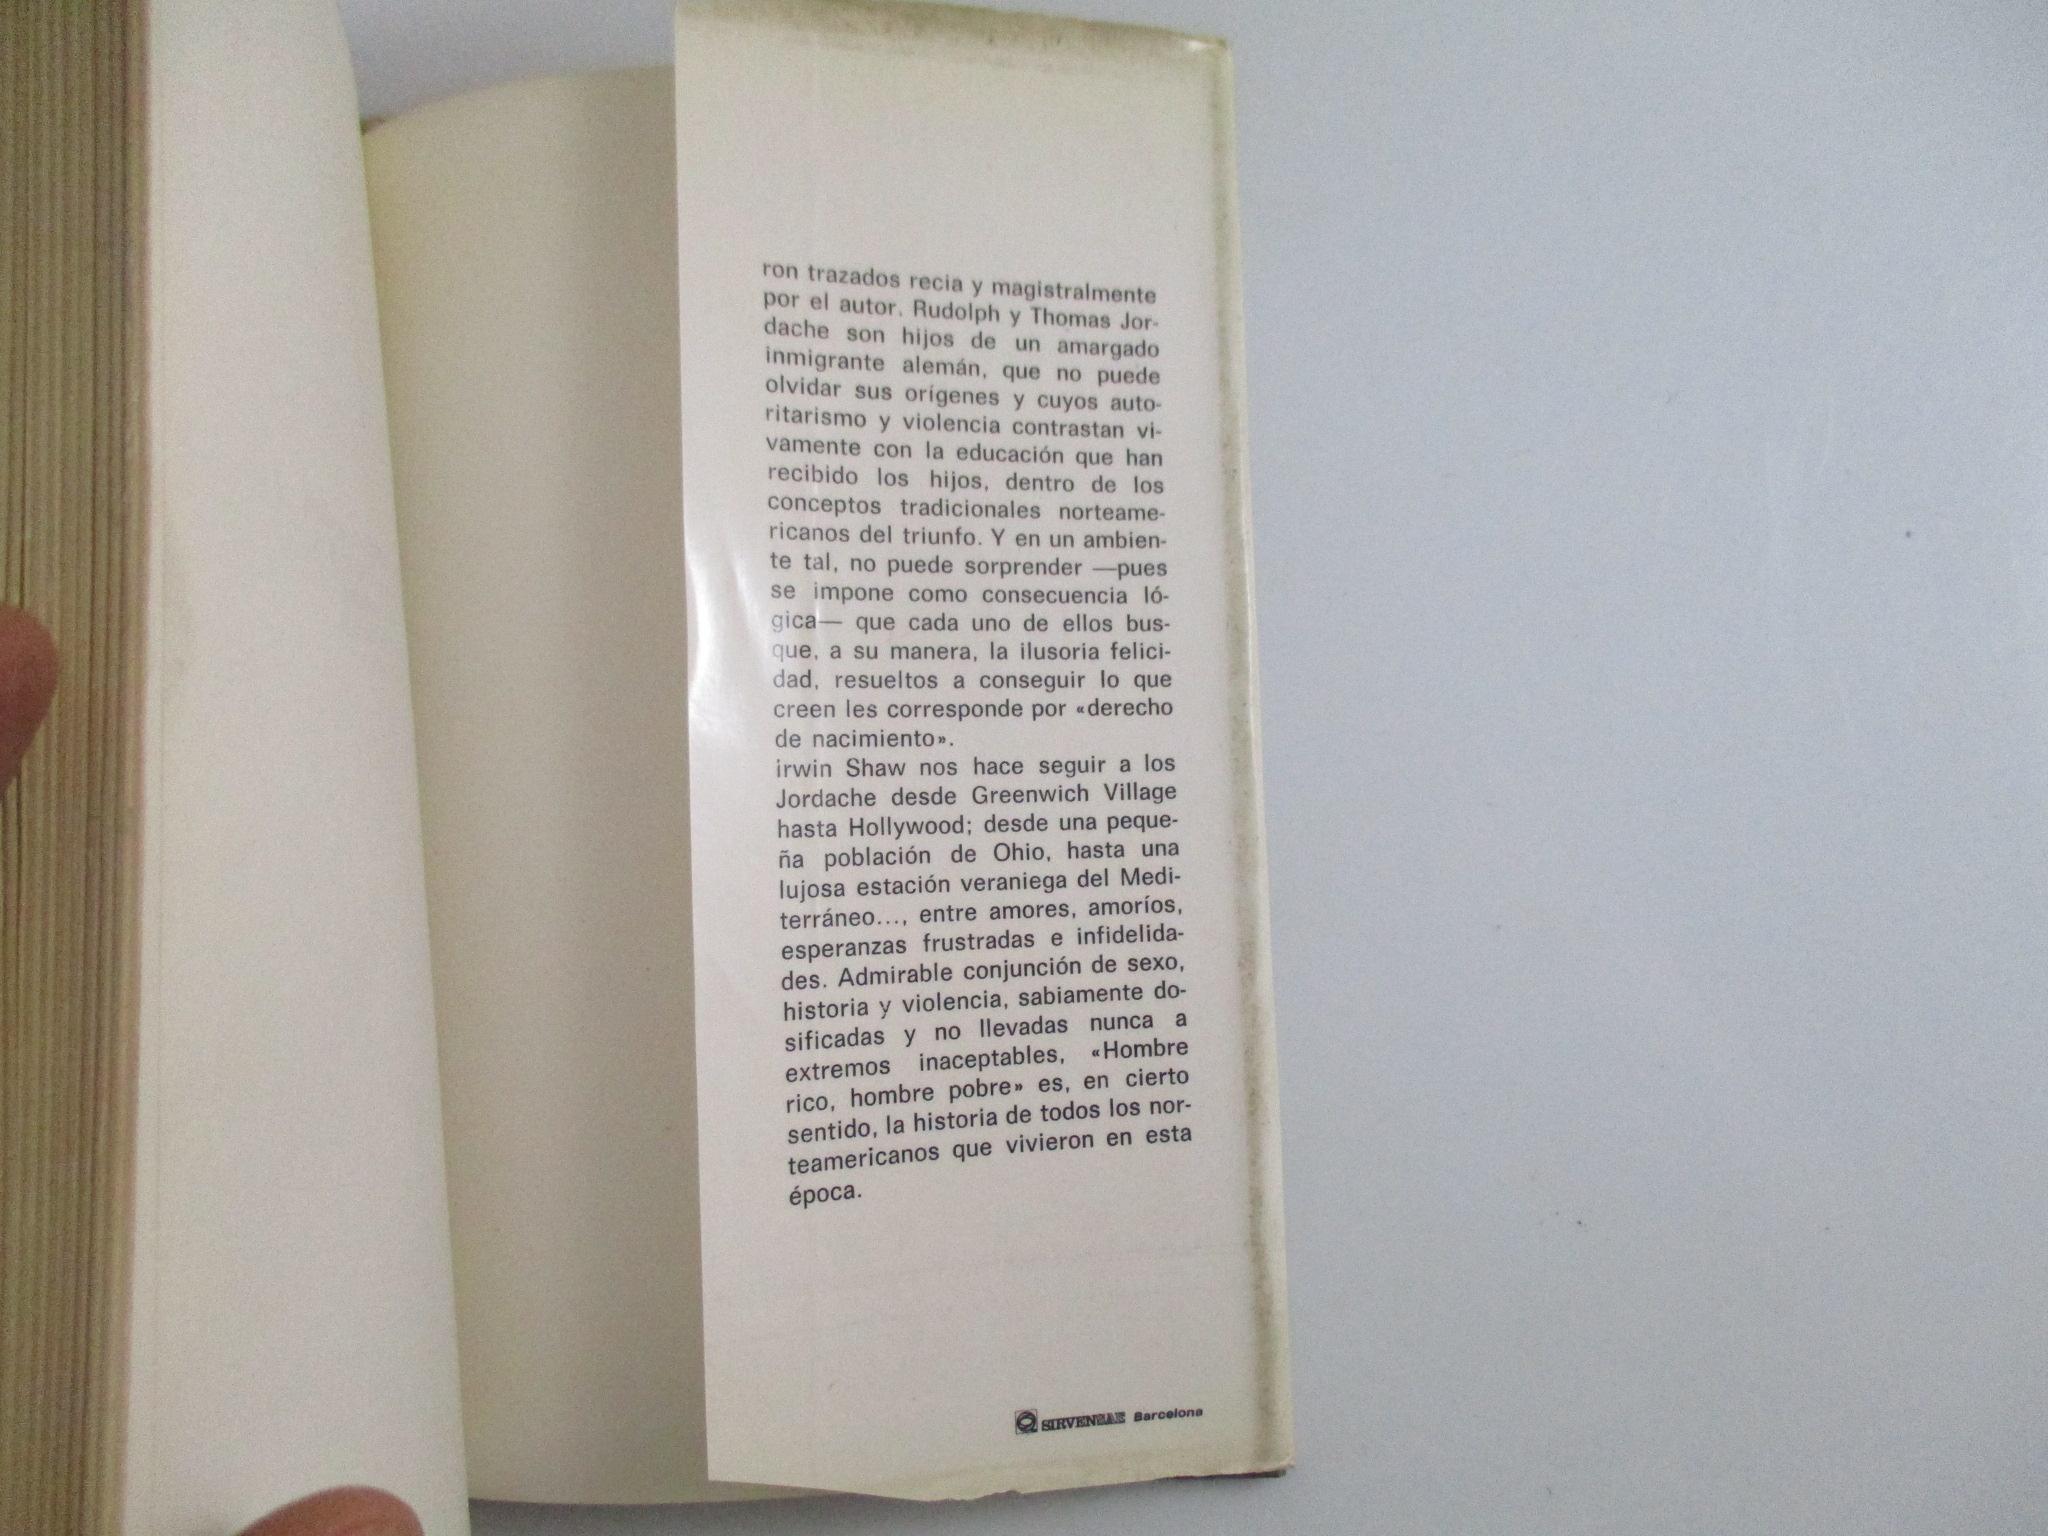 ron trazados recia y magistralmente
por el autor. Rudolph y Thomas Jor-
dache son hijos de un amargado
inmigrante alemán, que no puede
olvidar sus orígenes y cuyos auto-
ritarismo y violencia contrastan vi-
vamente con la educación que han
recibido los hijos, dentro de los
conceptos tradicionales norteame-
ricanos del triunfo. Y en un ambien-
te tal, no puede sorprender —pues
se impone como consecuencia ló-
gica— que cada uno de ellos bus-
que, a su manera, la ilusoria felici-
dad, resueltos a conseguir lo que
creen les corresponde por «derecho
de nacimiento».
irwin Shaw nos hace seguir a los
Jordache desde Greenwich Village
hasta Hollywood; desde una peque-
ña población de Ohio, hasta una
lujosa estación veraniega del Medi-
terráneo..., entre amores, amoríos,
esperanzas frustradas e infidelida-
des. Admirable conjunción de sexo,
historia y violencia, sabiamente do-
sificadas y no llevadas nunca a
extremos inaceptables, «Hombre
rico, hombre pobre» es, en cierto
sentido, la historia de todos los nor-
teamericanos que vivieron en esta
época.
Barcelona